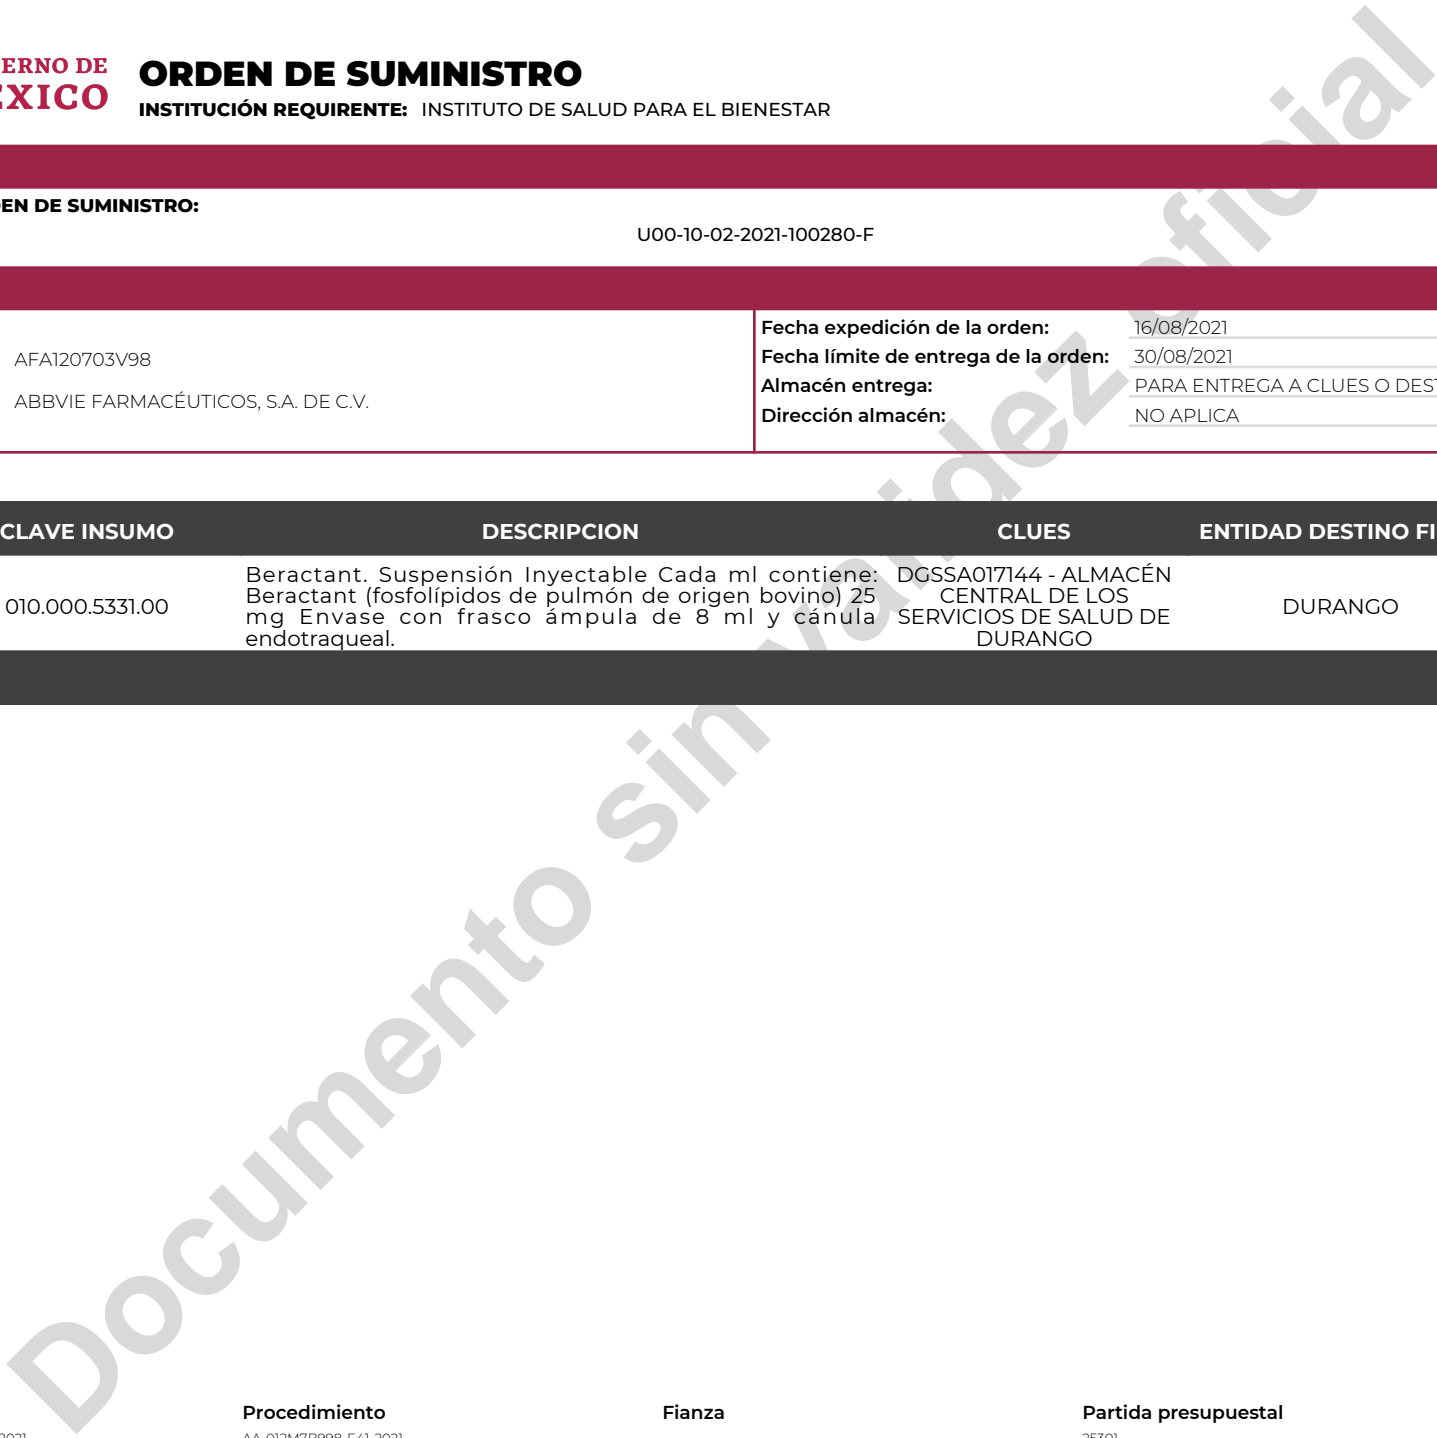 ERNO DE
ÉXICO
ORDEN DE SUMINISTRO
INSTITUCIÓN REQUIRENTE: INSTITUTO DE SALUD PARA EL BIENESTAR
EN DE SUMINISTRO:
U00-10-02-2021-100280-F
AFA120703V98
ABBVIE FARMACÉUTICOS, S.A. DE C.V.
Fecha expedición de la orden: 16/08/2021
Fecha límite de entrega de la orden: 30/08/2021
Almacén entrega: PARA ENTREGA A CLUES O DEST
Dirección almacén: NO APLICA
CLAVE INSUMO DESCRIPCION CLUES ENTIDAD DESTINO FI
010.000.5331.00
Beractant. Suspensión Inyectable Cada ml contiene:
Beractant (fosfolípidos de pulmón de origen bovino) 25
mg Envase con frasco ámpula de 8 ml y cánula
endotraqueal.
DGSSA017144 - ALMACÉN
CENTRAL DE LOS
SERVICIOS DE SALUD DE
DURANGO
DURANGO
Documento sin validez oficial
Procedimiento Fianza Partida presupuestal